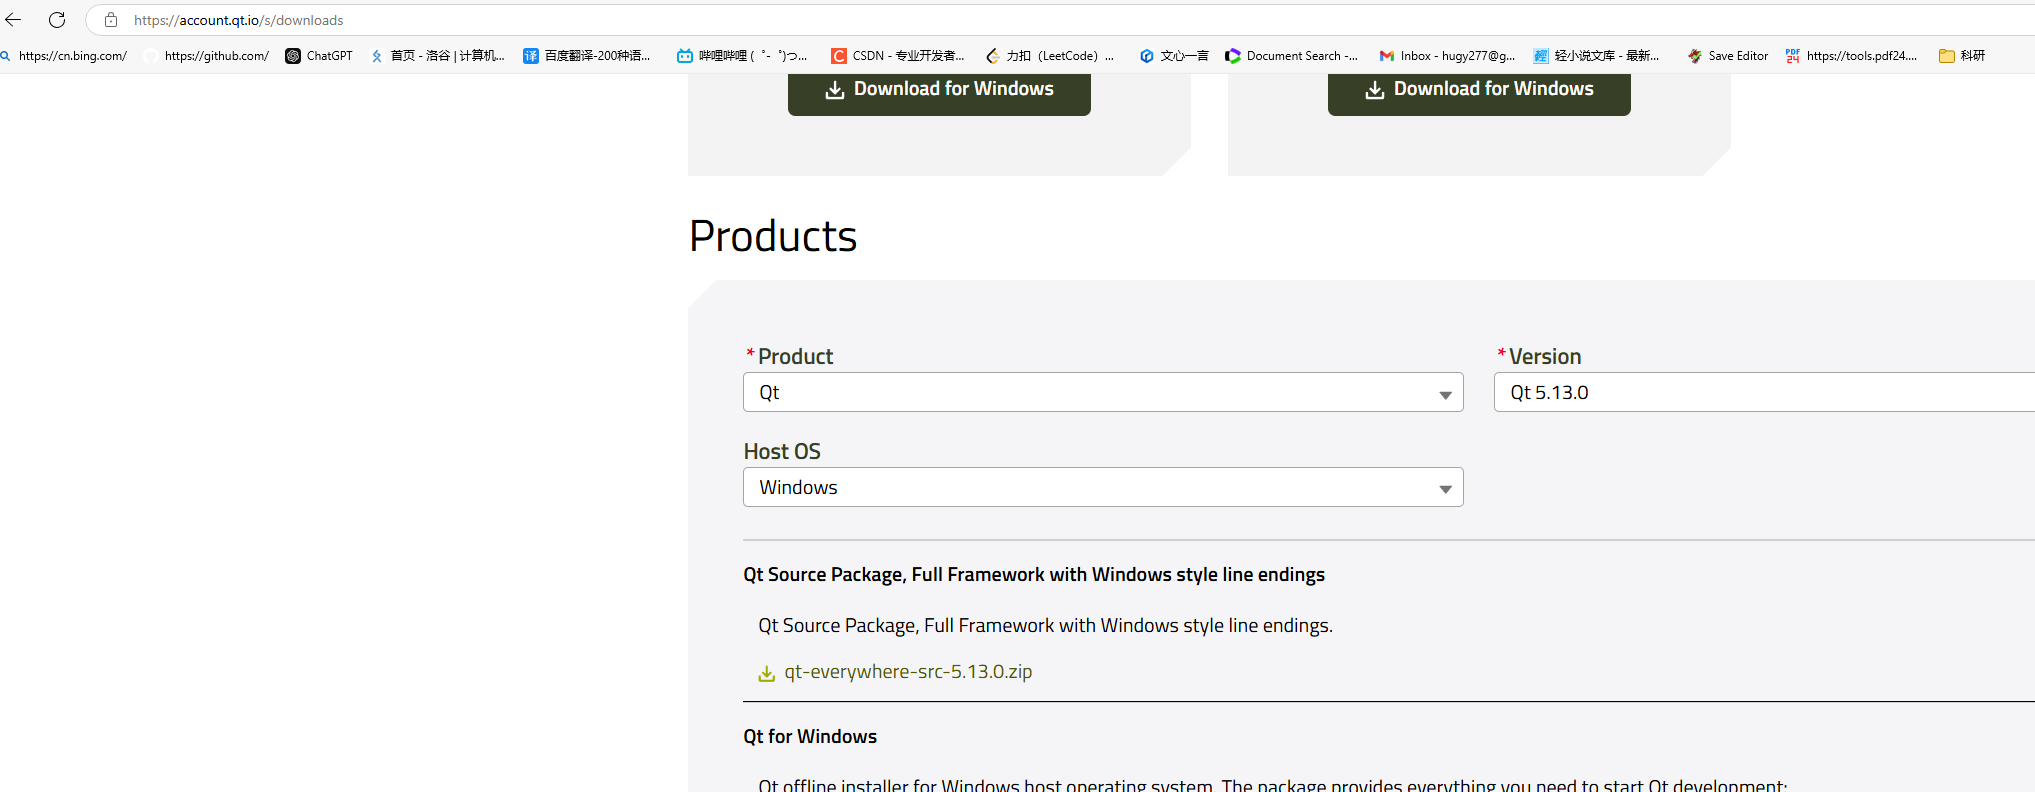 https://account.qt.io/s/downloads
https://cn.bing.com/ https://github.com/ ChatGPT 首页 - 洛谷 | 计算机... 百度翻译-200种语... 哔哩哔哩 (゜-゜)つ... CSDN - 专业开发者... 力扣（LeetCode）... 文心一言 Document Search -... Inbox - hugy277@g... 轻小说文库 - 最新... Save Editor https://tools.pdf24.... 科研
Download for Windows Download for Windows
Products
*Product *Version
Qt Qt 5.13.0
Host OS
Windows
Qt Source Package, Full Framework with Windows style line endings
Qt Source Package, Full Framework with Windows style line endings.
qt-everywhere-src-5.13.0.zip
Qt for Windows
Qt offline installer for Windows host operating system. The package provides everything you need to start Qt development: